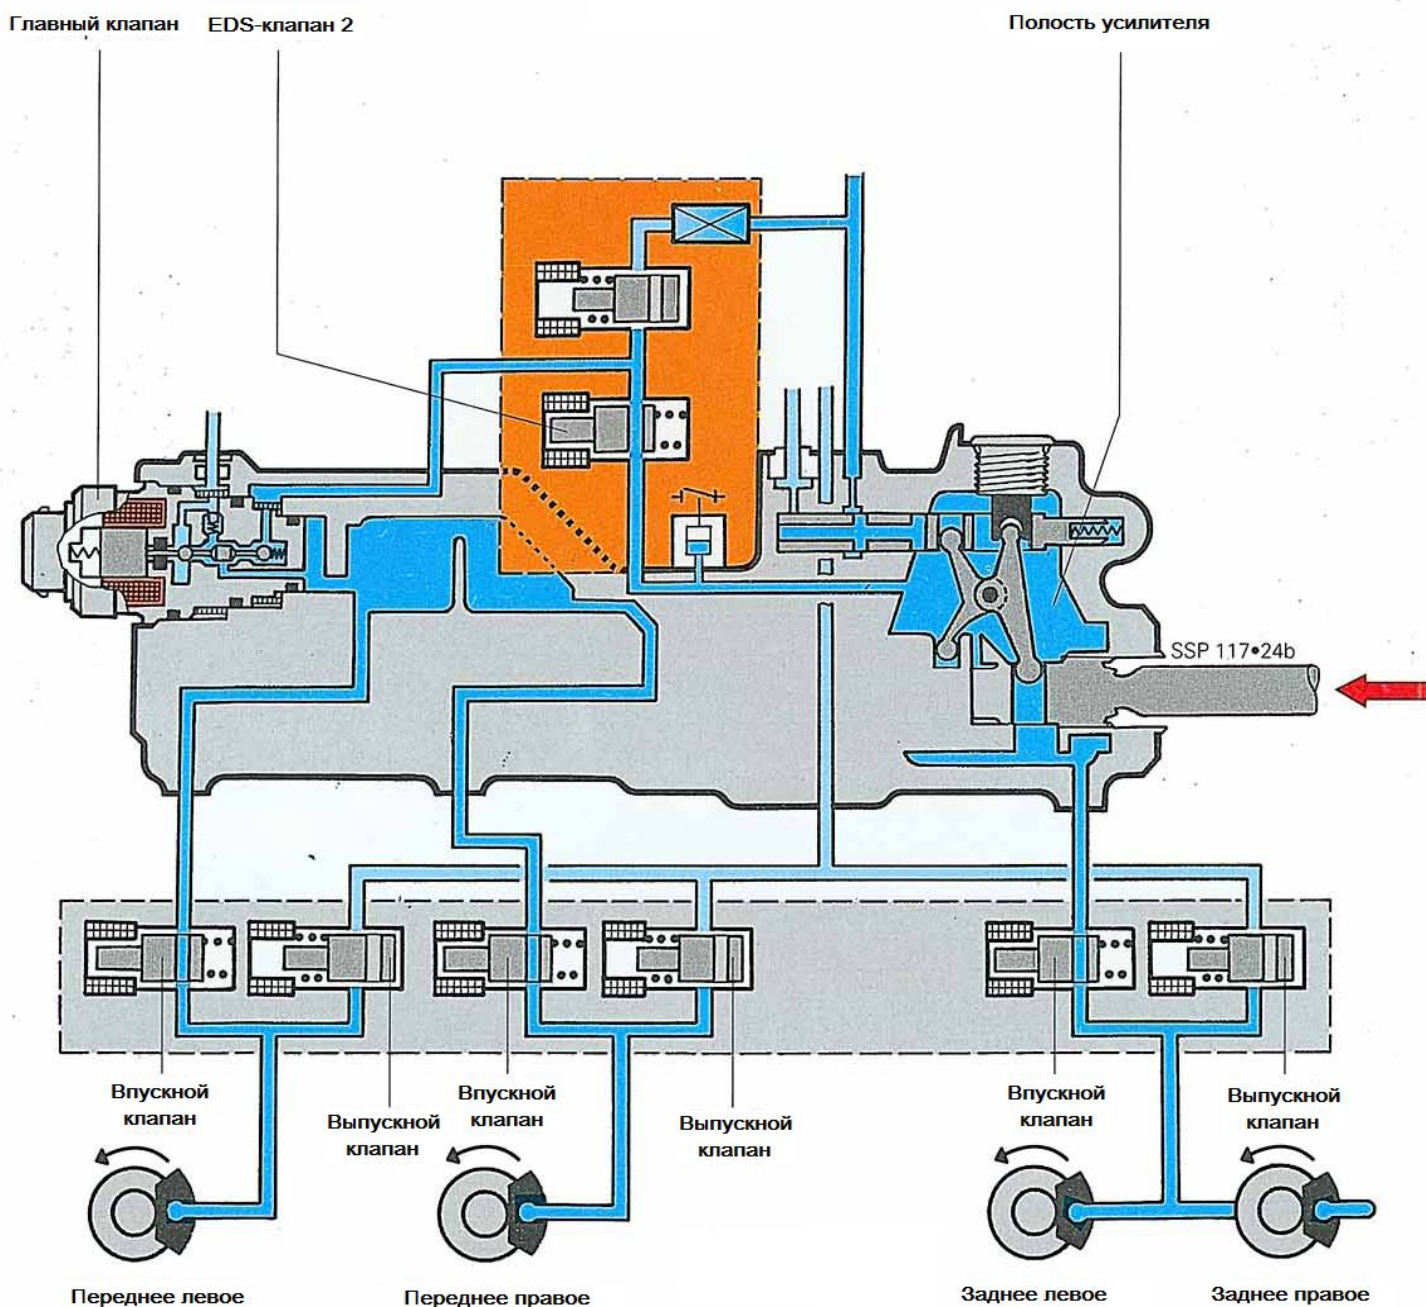 Главный клапан
EDS-клапан 2
Полость усилителя
SSP 117•24b
Впускной
клапан
Выпускной
клапан
Впускной
клапан
Выпускной
клапан
Впускной
клапан
Выпускной
клапан
Переднее левое
Переднее правое
Заднее левое
Заднее правое